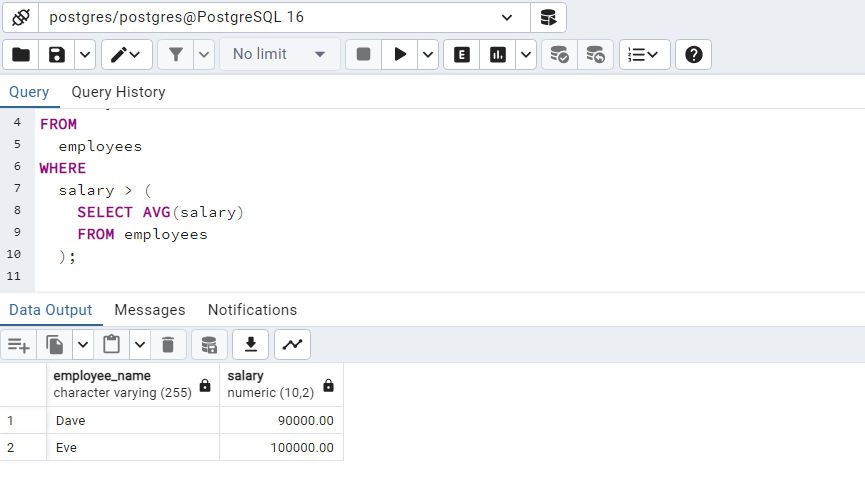 postgres/postgres@PostgreSQL 16
No limit
E
Query Query History
4 FROM
5 employees
6 WHERE
7 salary > (
8 SELECT AVG(salary)
9 FROM employees
10 );
11
Data Output Messages Notifications
employee_name salary
character varying (255) numeric (10,2)
1 Dave 90000.00
2 Eve 100000.00